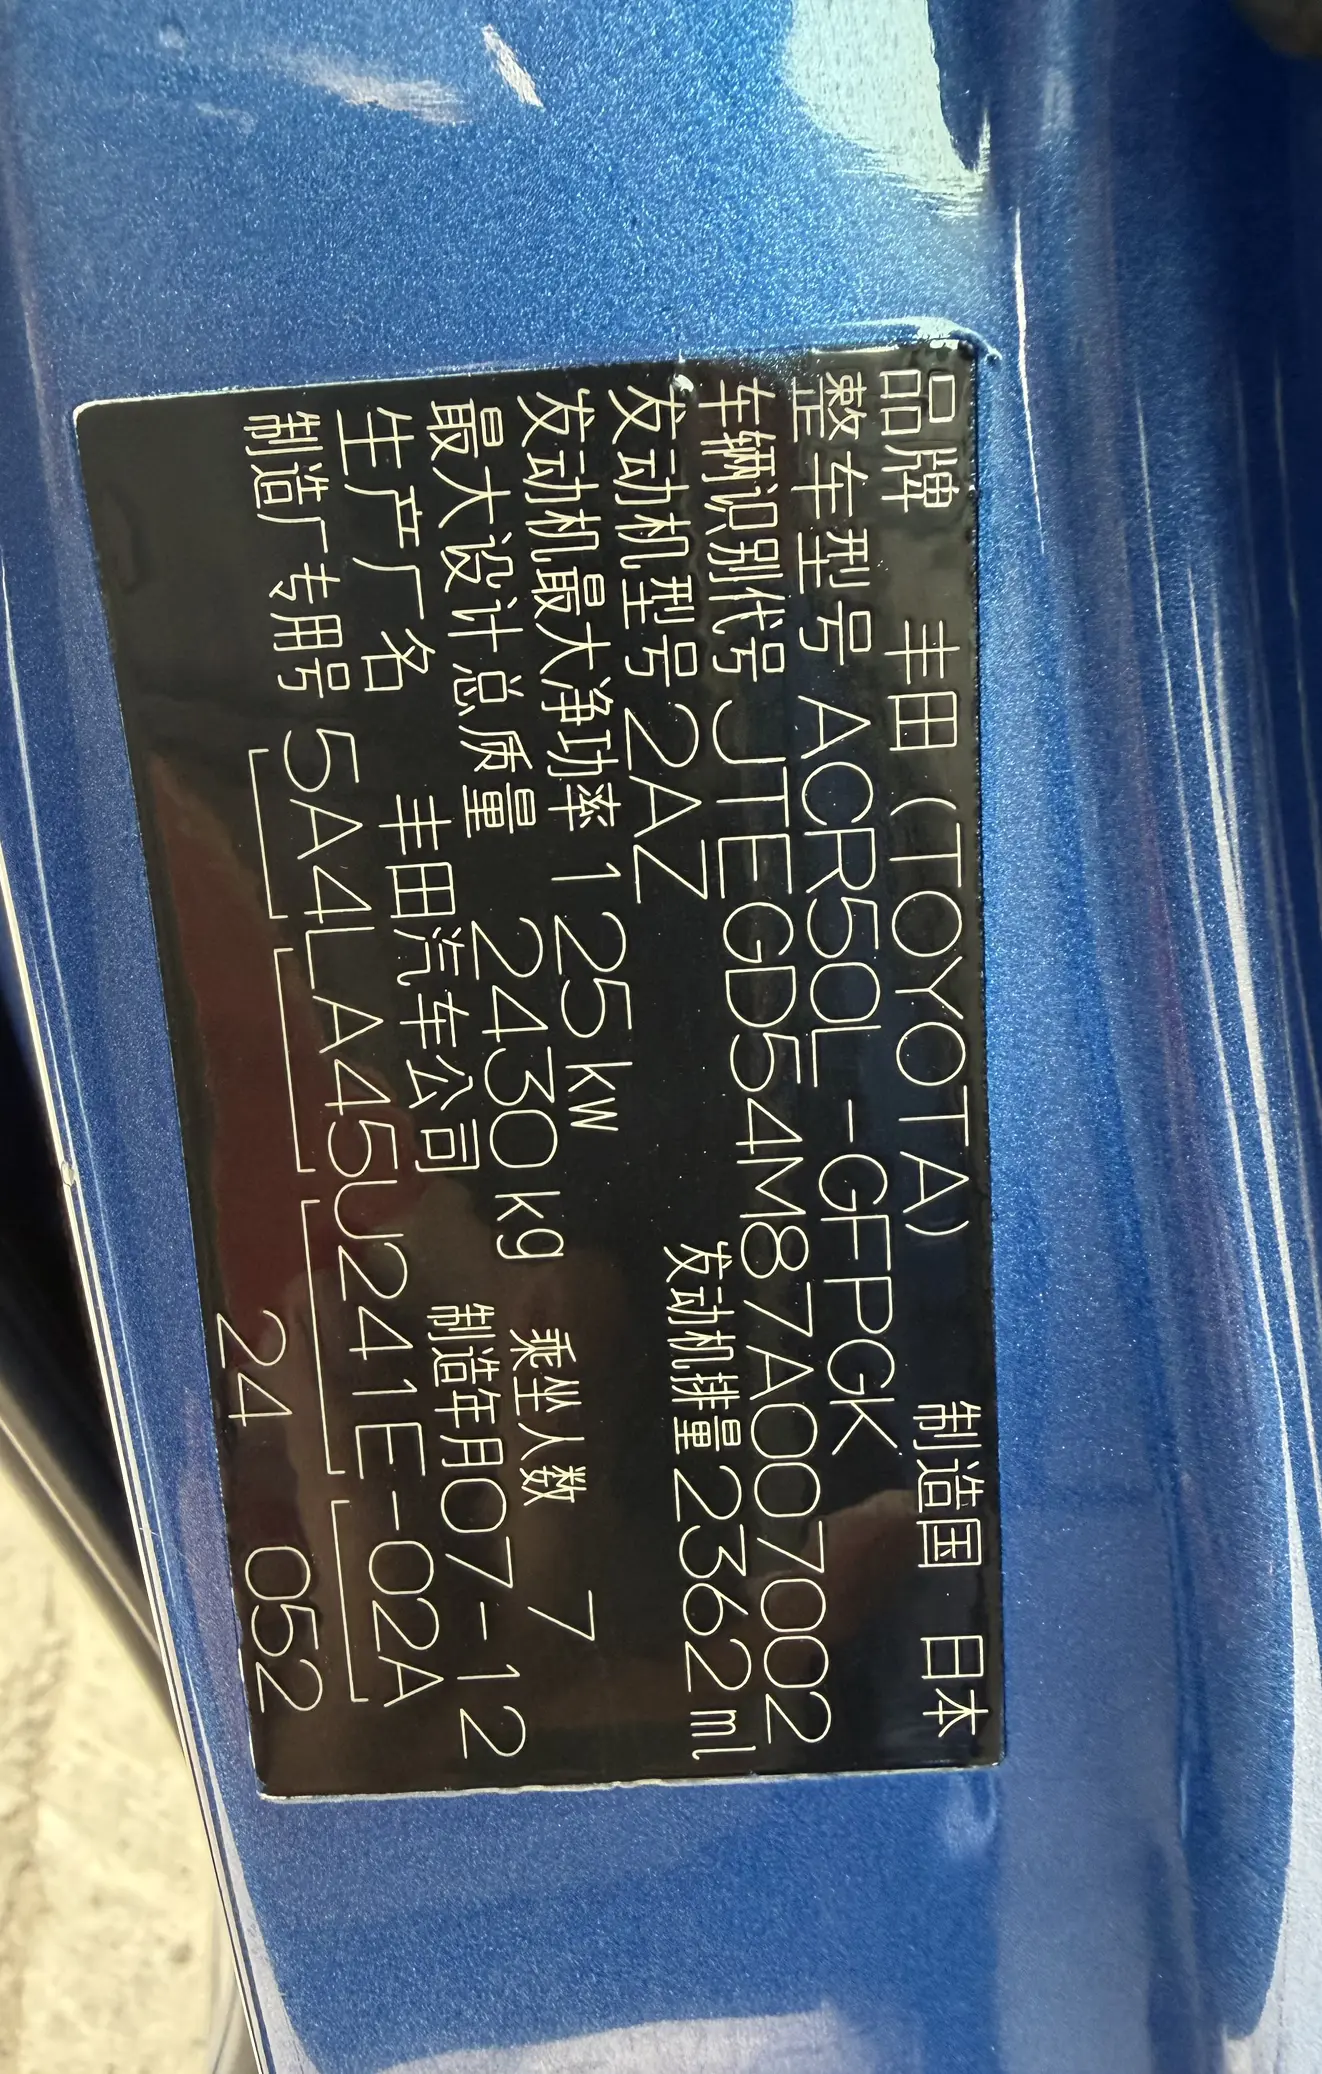 品牌 丰田 (TOYOTA) 制造国 日本
整车型号 ACR50L-GFPGK
车辆识别代号 JTEGD54M87A007002
发动机型号 2AZ 发动机排量 2362 ml
发动机最大净功率 125 kW
最大设计总质量 2430 kg 乘坐人数 7
生产厂名 丰田汽车公司 制造年月 07-12
制造厂专用号 5A4LA45U241E-02A
24 052